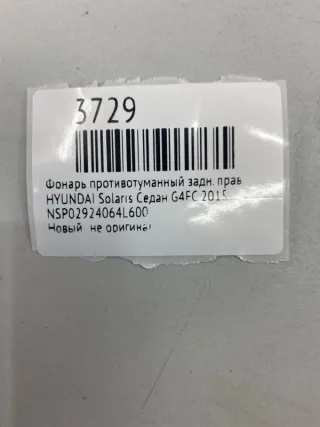 3729
Фонарь противотуманный задн. прав
HYUNDAI Solaris Седан G4FC 2015
NSP02924064L600
Новый не оригинал